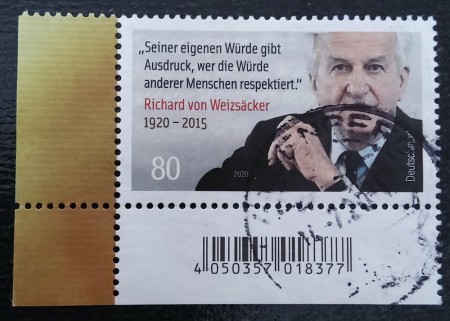 „Seiner eigenen Würde gibt
Ausdruck, wer die Würde
anderer Menschen respektiert.“
Richard von Weizsäcker
1920 – 2015
80
2020
Deutschland
4 050357 018377